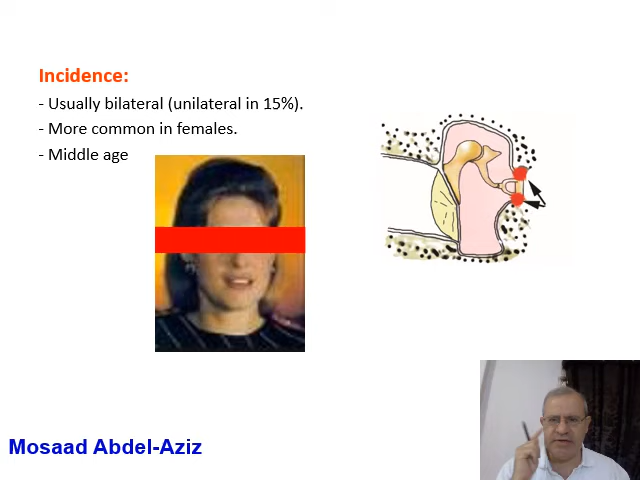 Incidence:
- Usually bilateral (unilateral in 15%).
- More common in females.
- Middle age
Mosaad Abdel-Aziz